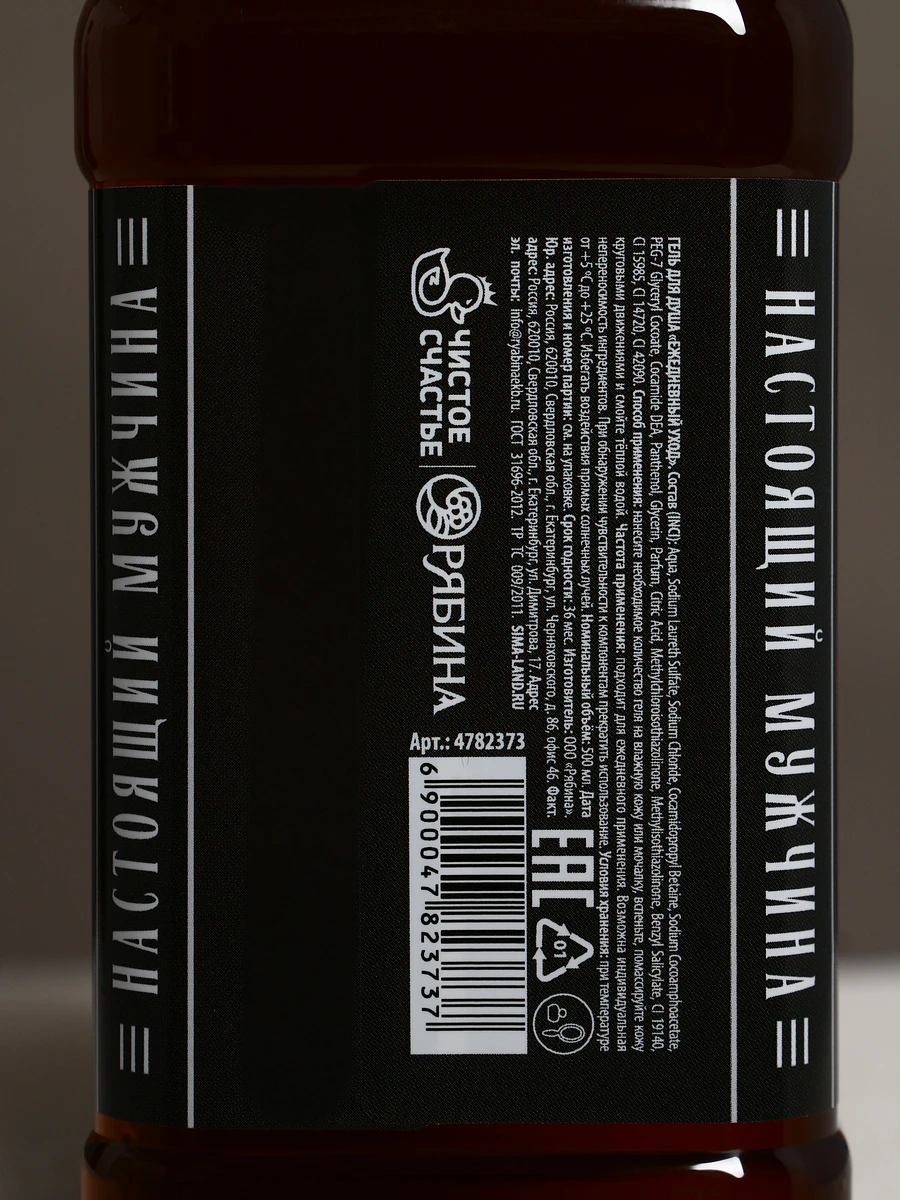 НАСТОЯЩИЙ МУЖЧИНА
ГЕЛЬ ДЛЯ ДУША «ЕЖЕДНЕВНЫЙ УХОД». Состав (INCI): Aqua, Sodium Laureth Sulfate, Sodium Chloride, Cocamidopropyl Betaine, Sodium Cocoamphoacetate,
PEG-7 Glyceryl Cocoate, Cocamide DEA, Panthenol, Glycerin, Parfum, Citric Acid, Methylchloroisothiazolinone, Methylisothiazolinone, Benzyl Salicylate, CI 19140,
CI 15985, CI 14720, CI 42090. Способ применения: нанесите необходимое количество геля на влажную кожу или мочалку, вспеньте, помассируйте кожу
круговыми движениями и смойте тёплой водой. Частота применения: подходит для ежедневного применения. Возможна индивидуальная
непереносимость ингредиентов. При обнаружении чувствительности к компонентам прекратить использование. Условия хранения: при температуре
от +5 °С до +25 °С. Избегать воздействия прямых солнечных лучей. Номинальный объём: 500 мл. Дата
изготовления и номер партии: см. на упаковке. Срок годности: 36 мес. Изготовитель: ООО «Рябина».
Юр. адрес: Россия, 620010, Свердловская обл., г. Екатеринбург, ул. Черняховского, д. 86, офис 46. Факт.
адрес: Россия, 620010, Свердловская обл., г. Екатеринбург, ул. Димитрова, 17. Адрес
эл. почты: info@ryabinaekb.ru. ГОСТ 31696-2012. ТР ТС 009/2011. SIMA-LAND.RU
ЧИСТОЕ
СЧАСТЬЕ
РЯБИНА
Арт.: 4782373
EAC
01
6 900047 823737
НАСТОЯЩИЙ МУЖЧИНА